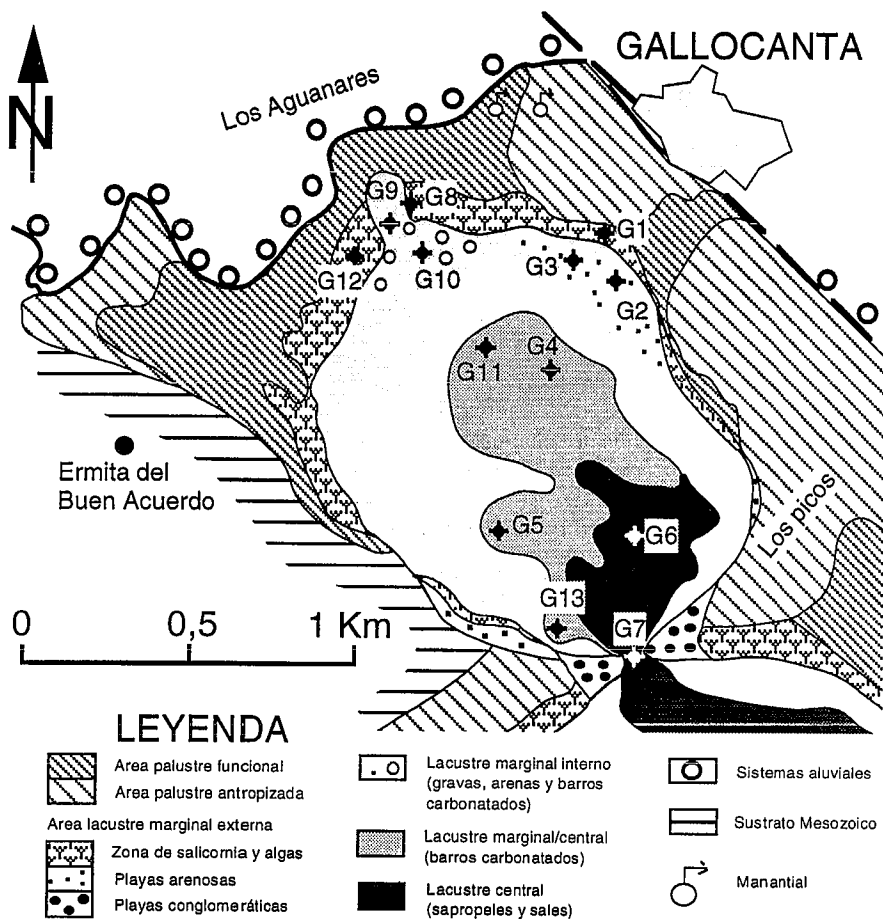 GALLOCANTA
Los Aguanares
N
G9
G8
G1
G12
G10
G3
G2
G11
G4
Ermita del
Buen Acuerdo
Los picos
G5
G6
G13
G7
0
0,5
1 Km
LEYENDA
Area palustre funcional
Area palustre antropizada
Area lacustre marginal externa
Zona de salicornia y algas
Playas arenosas
Playas conglomeráticas
Lacustre marginal interno
(gravas, arenas y barros
carbonatados)
Lacustre marginal/central
(barros carbonatados)
Lacustre central
(sapropeles y sales)
Sistemas aluviales
Sustrato Mesozoico
Manantial